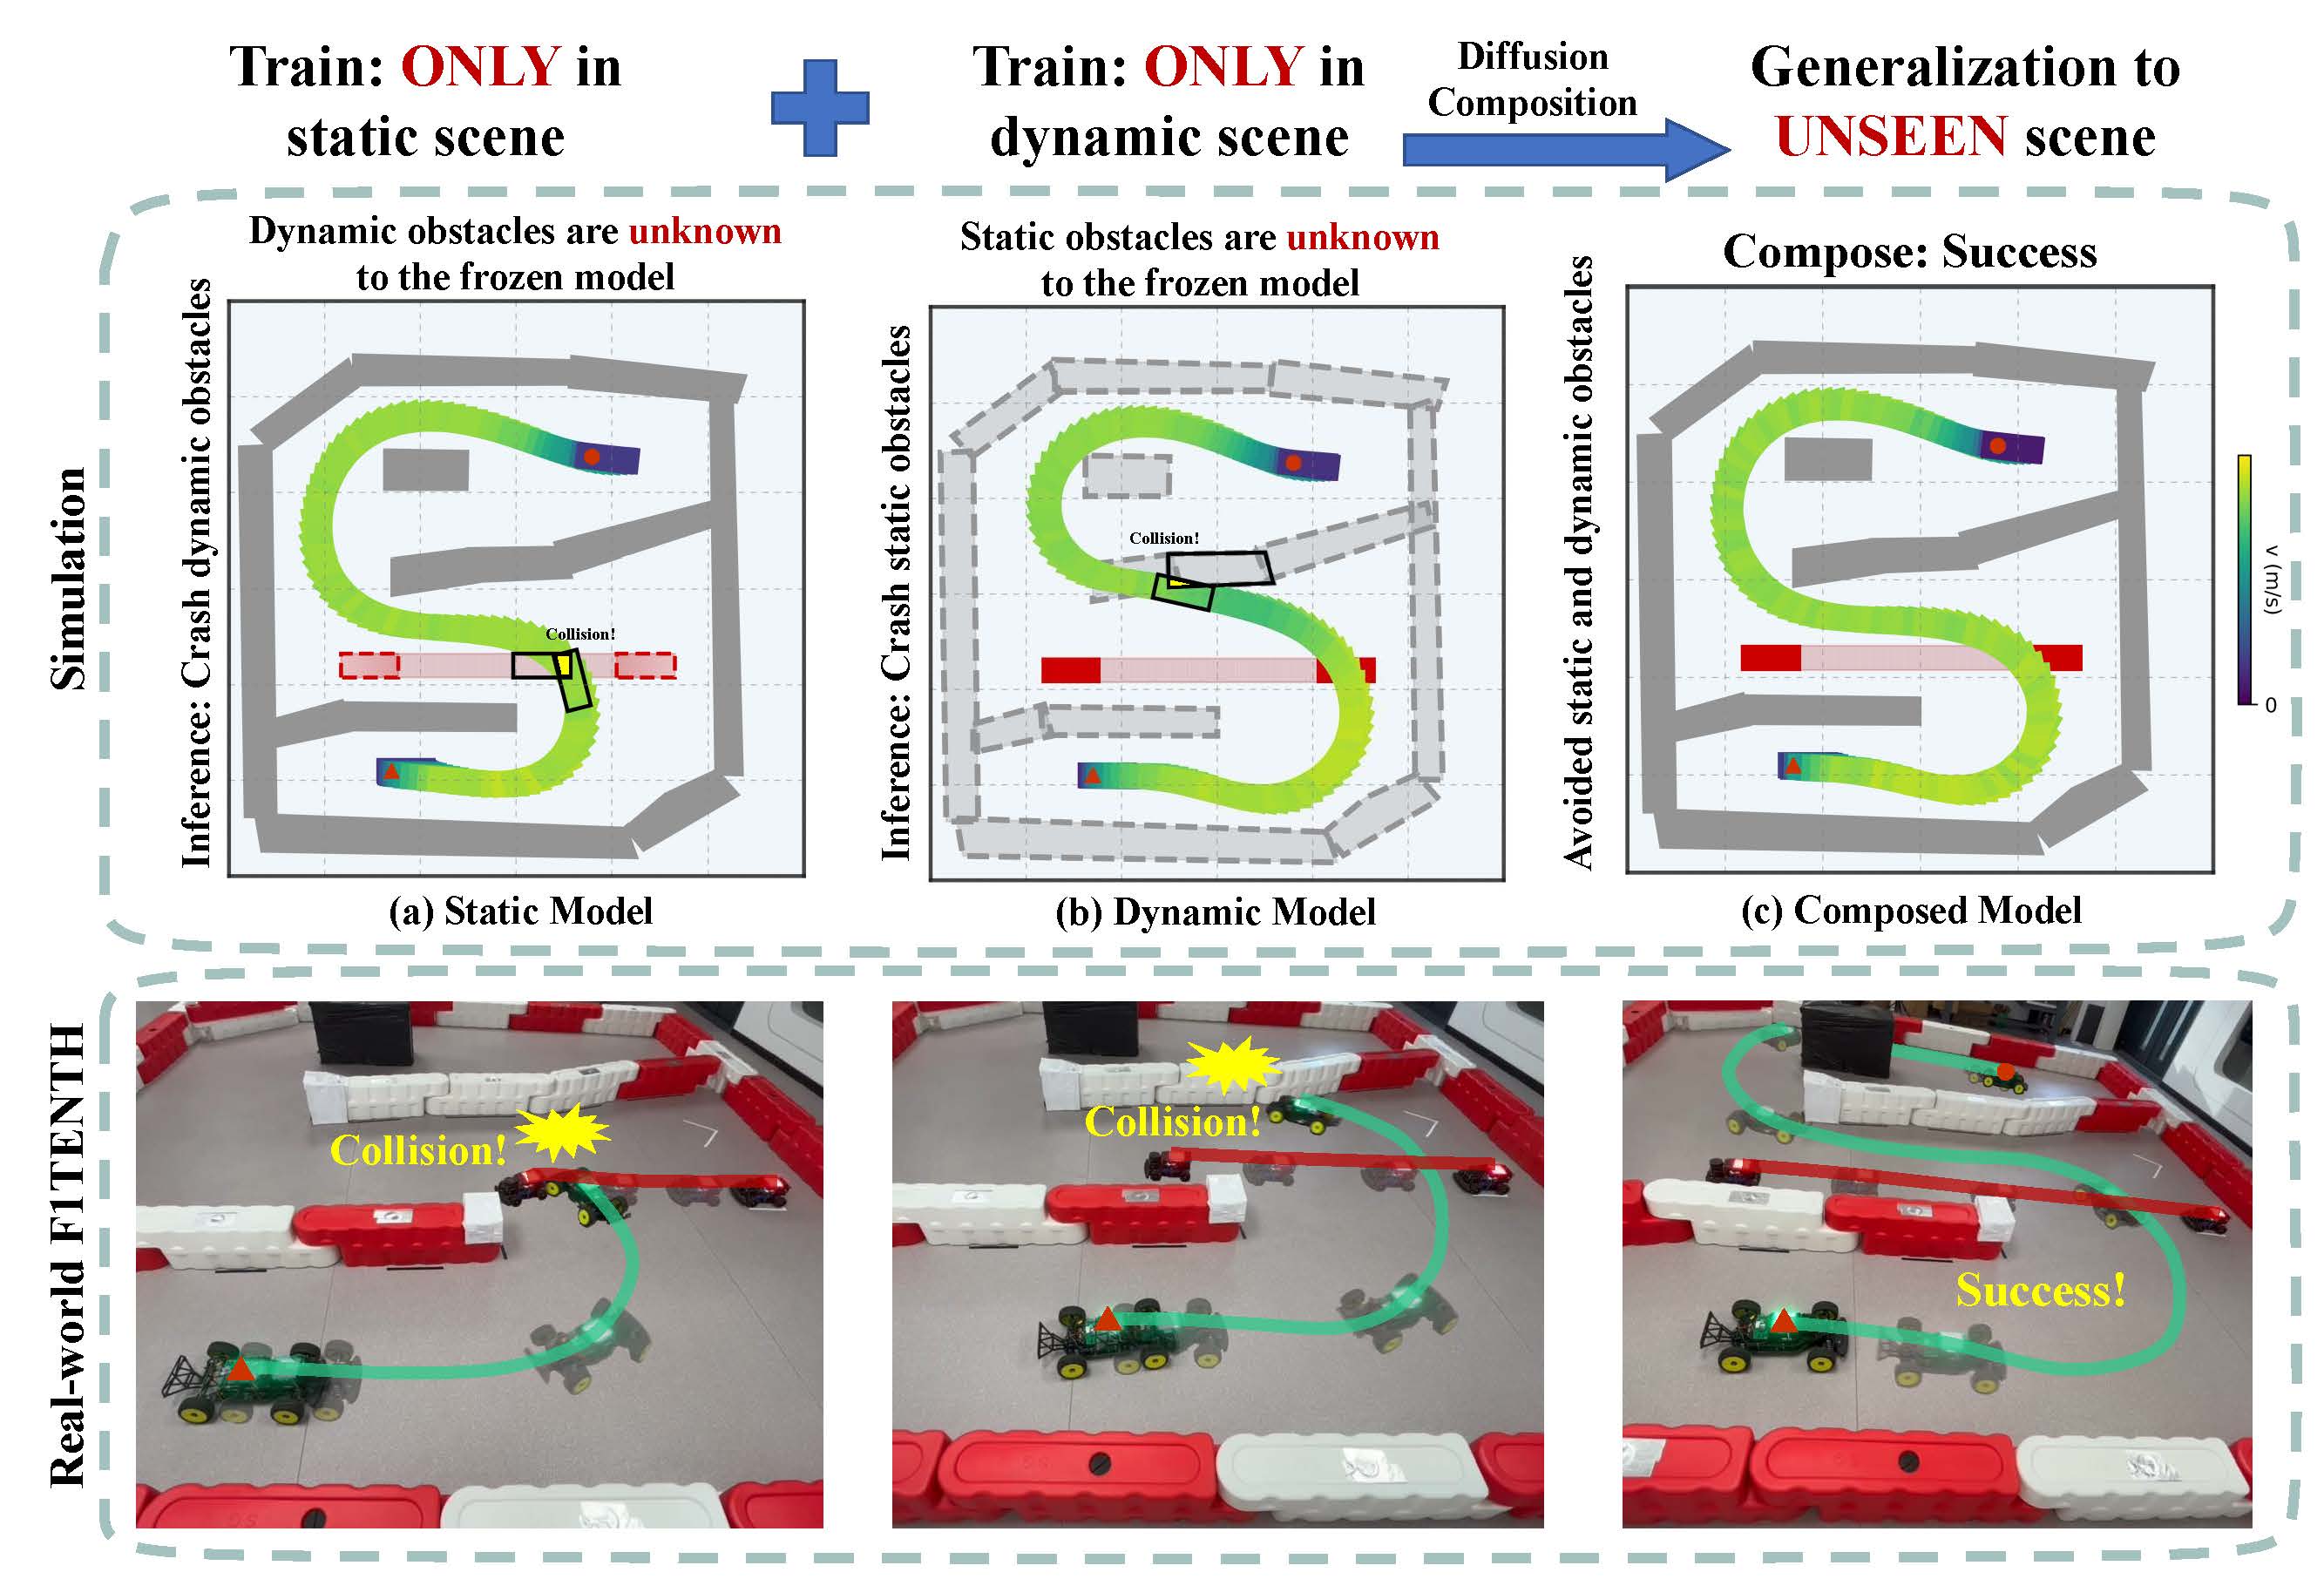 Train: ONLY in
static scene
Train: ONLY in
dynamic scene
Diffusion
Composition
Generalization to
UNSEEN scene
Simulation
Dynamic obstacles are unknown
to the frozen model
Inference: Crash dynamic obstacles
Collision!
(a) Static Model
Static obstacles are unknown
to the frozen model
Inference: Crash static obstacles
Collision!
(b) Dynamic Model
Compose: Success
Avoided static and dynamic obstacles
v (m/s)
0
(c) Composed Model
Real-world F1TENTH
Collision!
Collision!
Success!